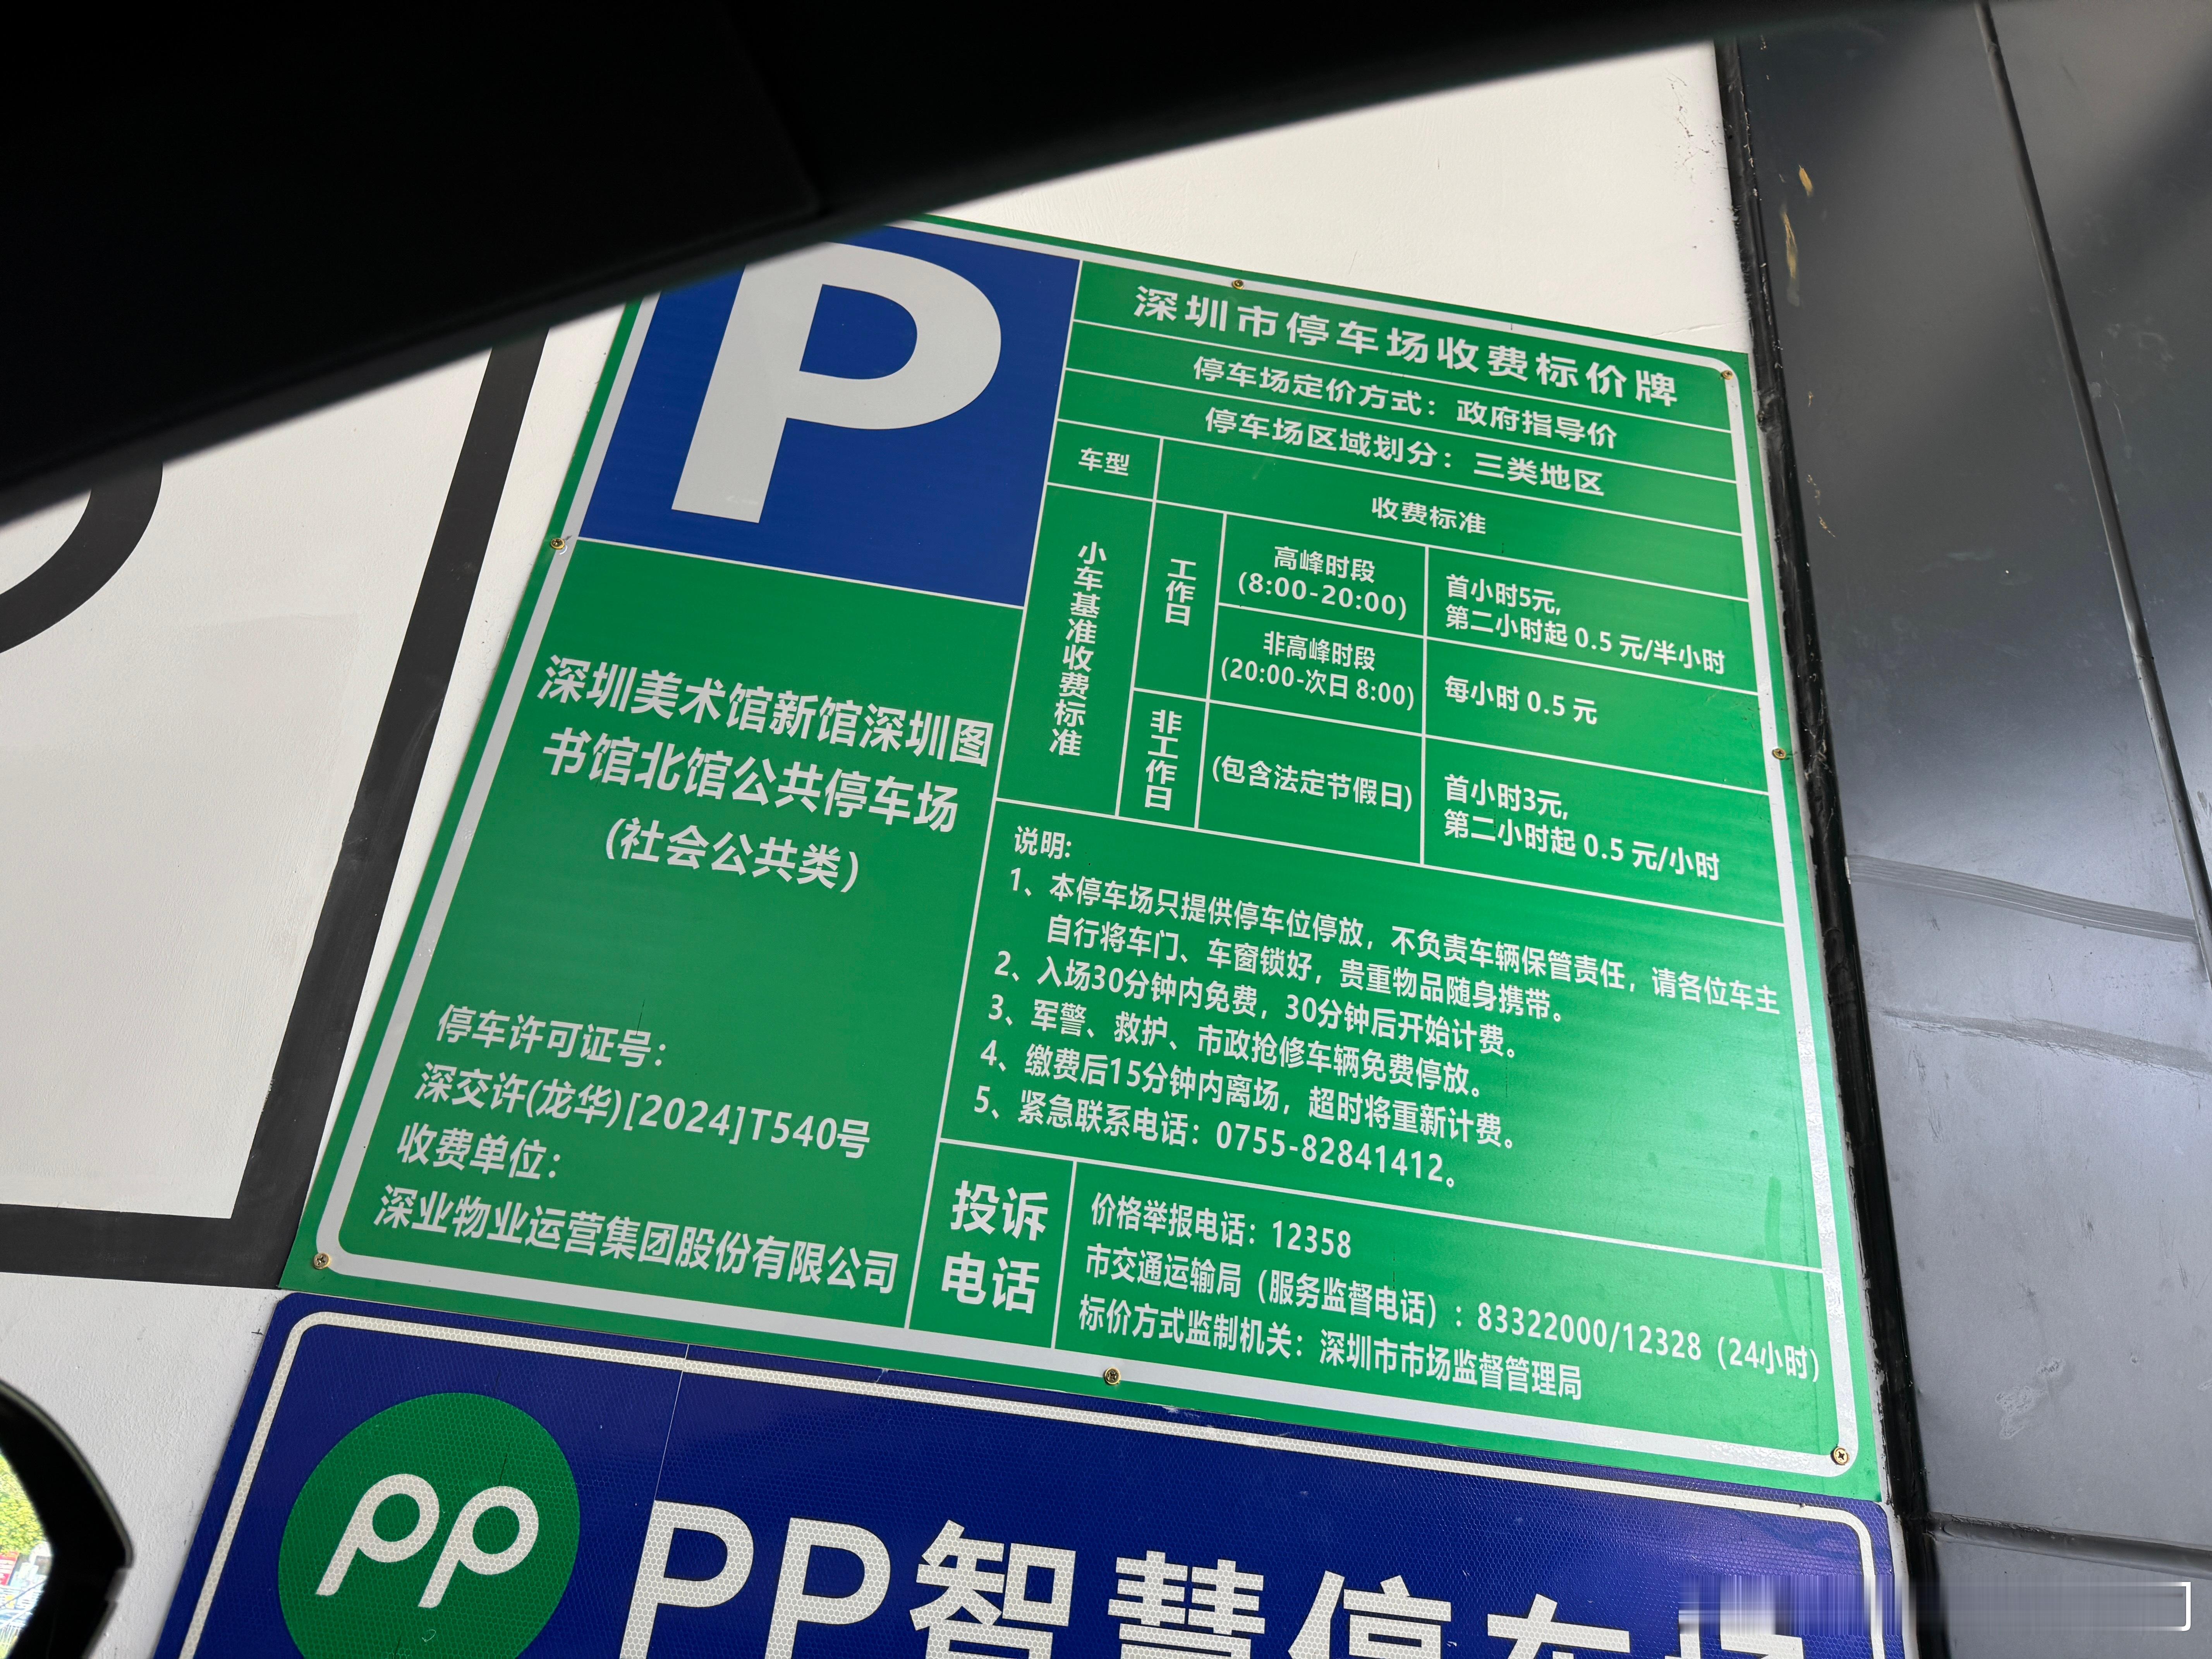 P
深圳美术馆新馆深圳图
书馆北馆公共停车场
(社会公共类)
停车许可证号：
深交许(龙华)[2024]T540号
收费单位：
深业物业运营集团股份有限公司
深圳市停车场收费标价牌
停车场定价方式：政府指导价
停车场区域划分：三类地区
车型
收费标准
小车基准收费标准
工作日
高峰时段
(8:00-20:00)
首小时5元,
第二小时起 0.5 元/半小时
非高峰时段
(20:00-次日 8:00)
每小时 0.5 元
非工作日
(包含法定节假日)
首小时3元,
第二小时起 0.5 元/小时
说明:
1、本停车场只提供停车位停放，不负责车辆保管责任，请各位车主
自行将车门、车窗锁好，贵重物品随身携带。
2、入场30分钟内免费，30分钟后开始计费。
3、军警、救护、市政抢修车辆免费停放。
4、缴费后15分钟内离场，超时将重新计费。
5、紧急联系电话：0755-82841412。
投诉
电话
价格举报电话：12358
市交通运输局（服务监督电话）：83322000/12328（24小时）
标价方式监制机关：深圳市市场监督管理局
PP
PP智慧停车场